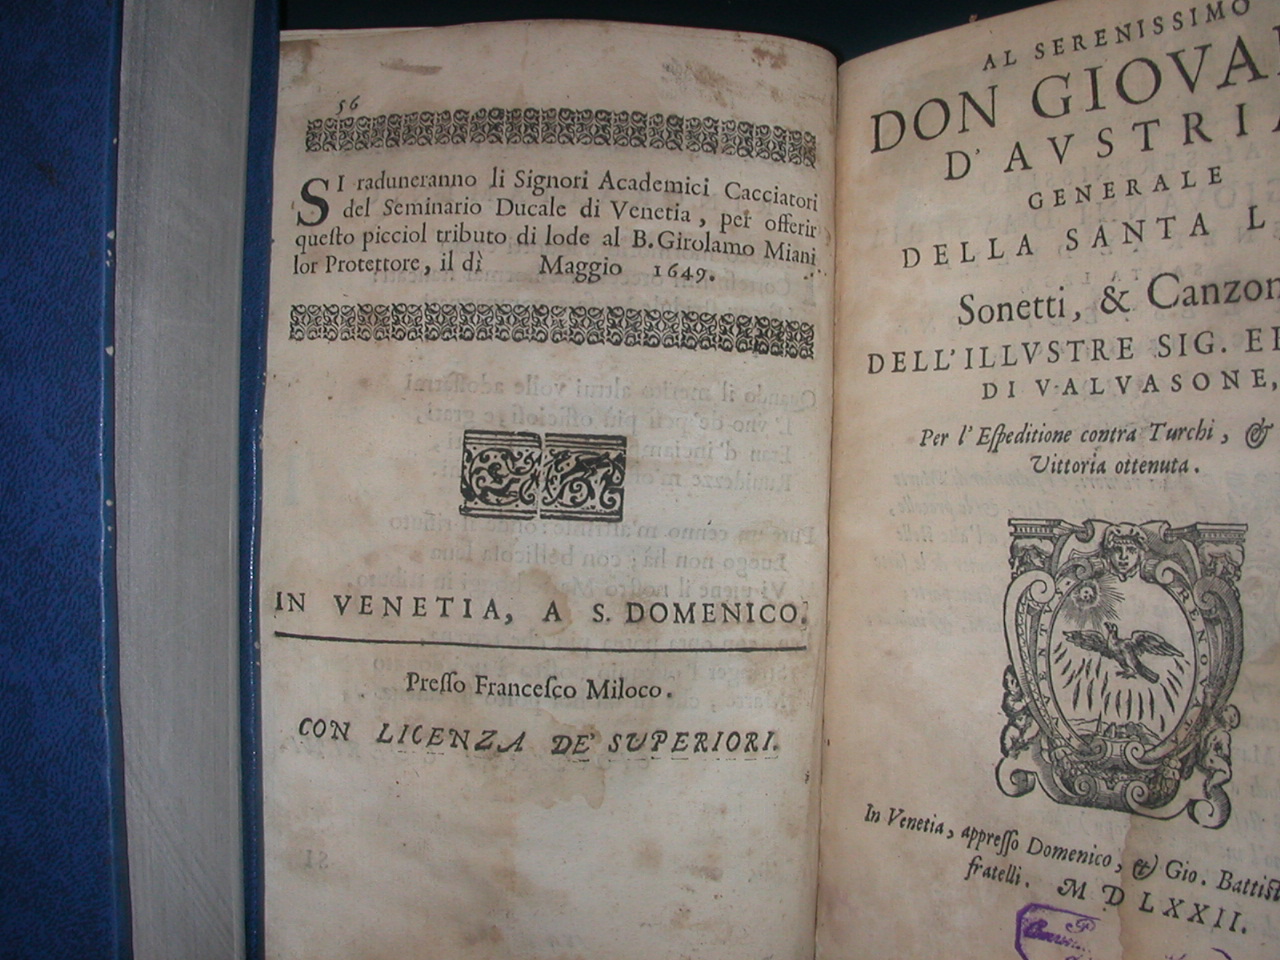 56
SI raduneranno li Signori Academici Cacciatori
del Seminario Ducale di Venetia, per offerir
questo picciol tributo di lode al B. Girolamo Miani
lor Protettore, il dì Maggio 1649.
IN VENETIA, A S. DOMENICO.
Presso Francesco Miloco.
CON LICENZA DE' SUPERIORI.
AL SERENISSIMO
DON GIOVAN
D'AVSTRIA
GENERALE
DELLA SANTA L
Sonetti, & Canzon
DELL'ILLVSTRE SIG. E
DI VALVASONE,
Per l'Espeditione contra Turchi, &
Vittoria ottenuta.
In Venetia, appresso Domenico, & Gio. Battist
fratelli. M D LXXII.